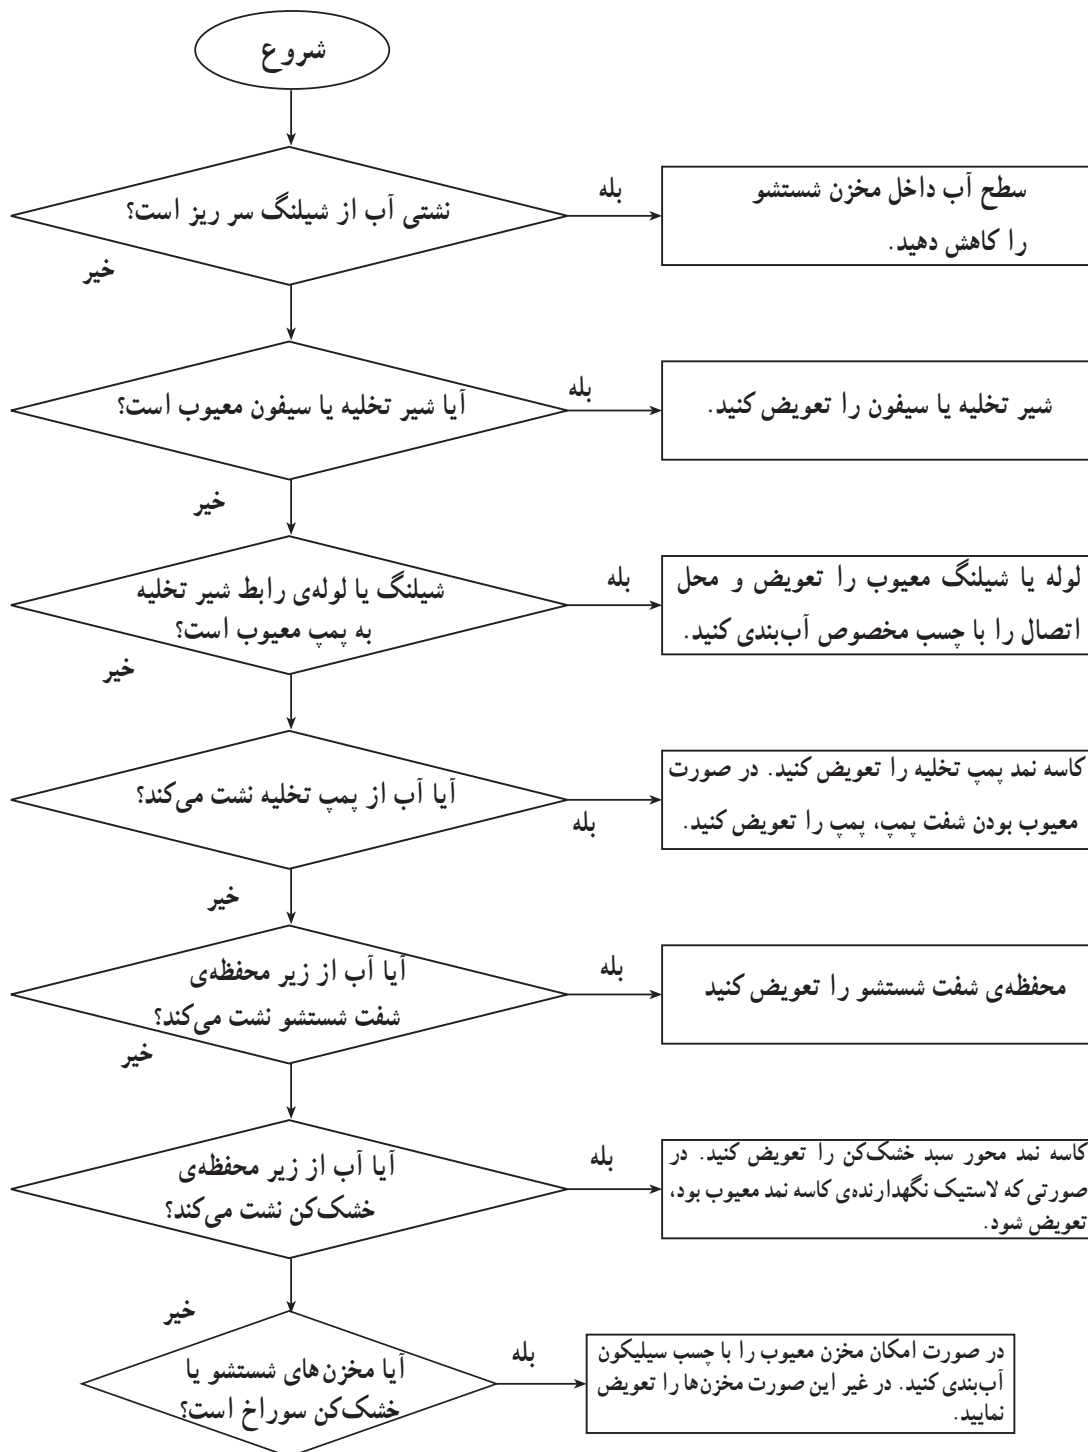 شروع
نشتی آب از شیلنگ سر ریز است؟
بله
سطح آب داخل مخزن شستشو
را کاهش دهید.
خیر
آیا شیر تخلیه یا سیفون معیوب است؟
بله
شیر تخلیه یا سیفون را تعویض کنید.
خیر
شیلنگ یا لوله‌ی رابط شیر تخلیه
به پمپ معیوب است؟
بله
لوله یا شیلنگ معیوب را تعویض و محل
اتصال را با چسب مخصوص آب‌بندی کنید.
خیر
آیا آب از پمپ تخلیه نشت می‌کند؟
بله
کاسه نمد پمپ تخلیه را تعویض کنید. در صورت
معیوب بودن شفت پمپ، پمپ را تعویض کنید.
خیر
آیا آب از زیر محفظه‌ی
شفت شستشو نشت می‌کند؟
بله
محفظه‌ی شفت شستشو را تعویض کنید
خیر
آیا آب از زیر محفظه‌ی
خشک‌کن نشت می‌کند؟
بله
کاسه نمد محور سبد خشک‌کن را تعویض کنید. در
صورتی که لاستیک نگهدارنده‌ی کاسه نمد معیوب بود،
تعویض شود.
خیر
آیا مخزن‌های شستشو یا
خشک‌کن سوراخ است؟
بله
در صورت امکان مخزن معیوب را با چسب سیلیکون
آب‌بندی کنید. در غیر این صورت مخزن‌ها را تعویض
نمایید.